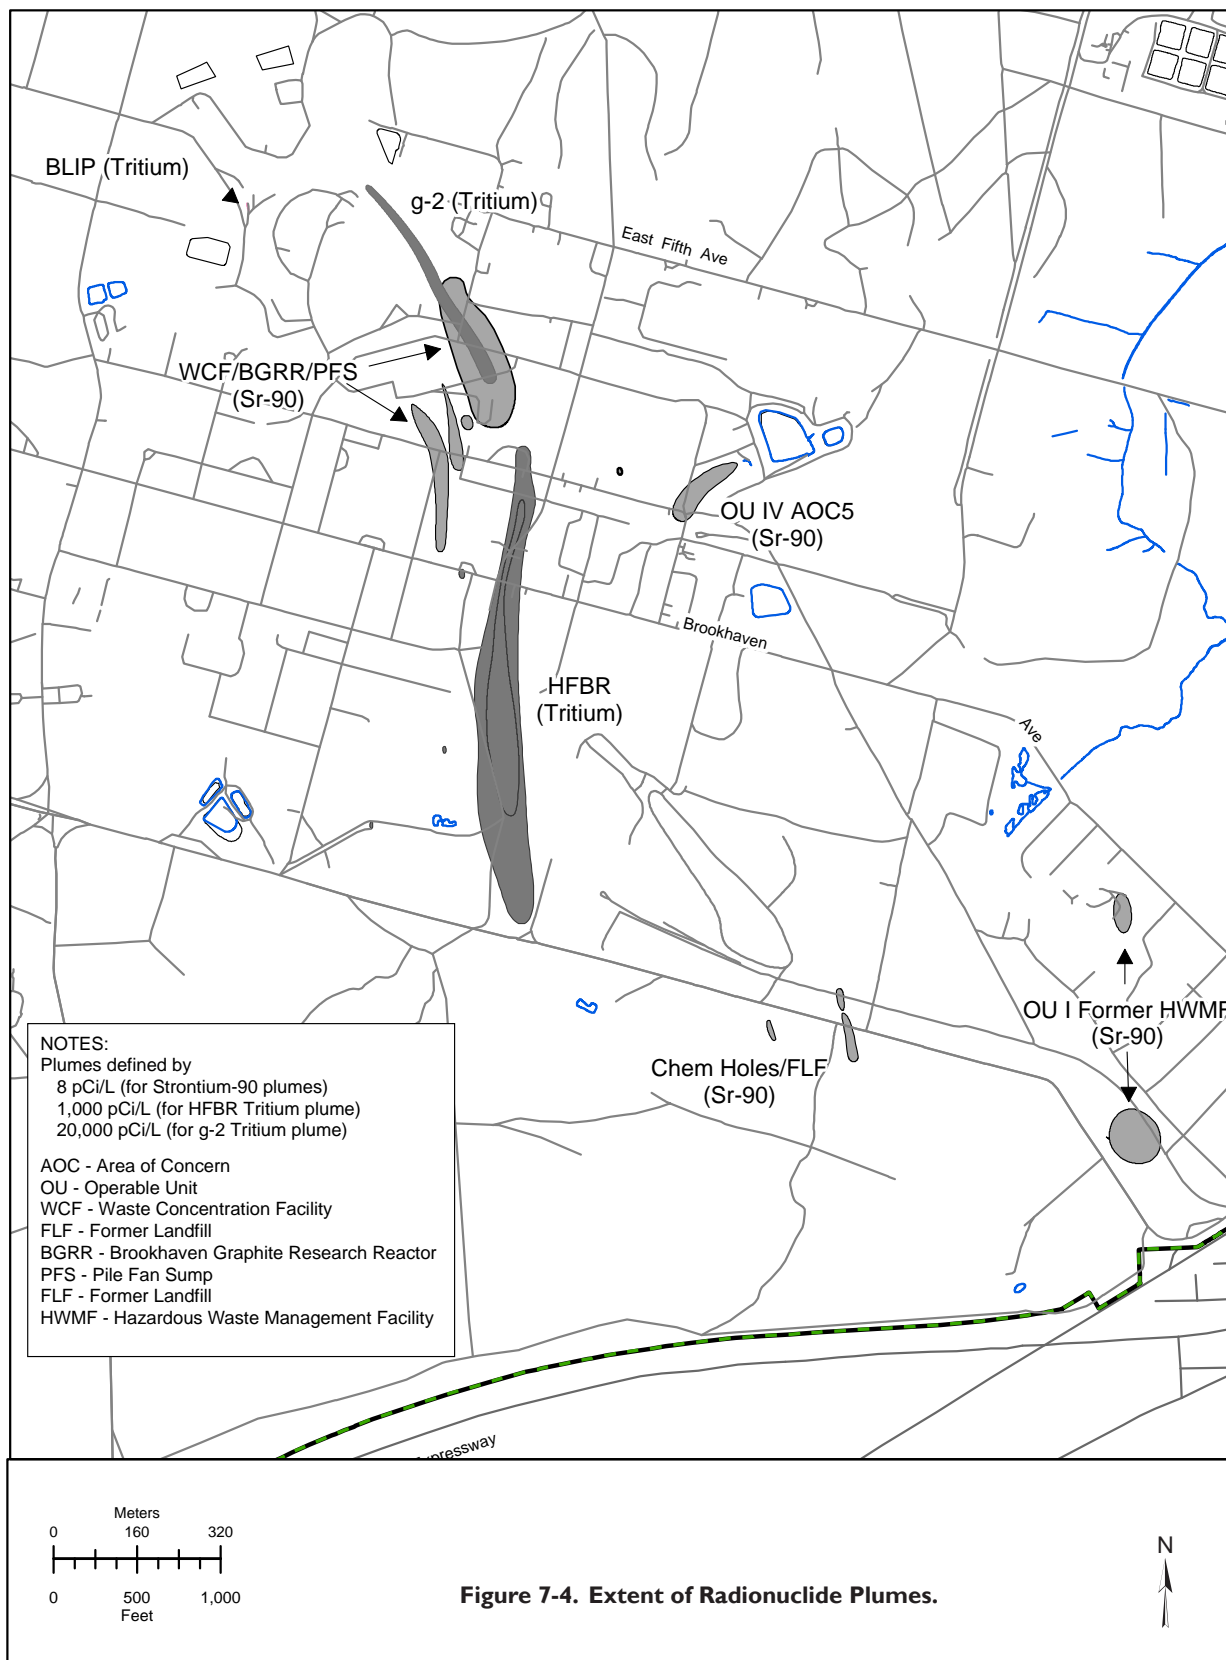 BLIP (Tritium)
g-2 (Tritium)
East Fifth Ave
WCF/BGRR/PFS
(Sr-90)
OU IV AOC5
(Sr-90)
Brookhaven
HFBR
(Tritium)
Ave
OU I Former HWMF
(Sr-90)
Chem Holes/FLF
(Sr-90)
NOTES:
Plumes defined by
8 pCi/L (for Strontium-90 plumes)
1,000 pCi/L (for HFBR Tritium plume)
20,000 pCi/L (for g-2 Tritium plume)
AOC - Area of Concern
OU - Operable Unit
WCF - Waste Concentration Facility
FLF - Former Landfill
BGRR - Brookhaven Graphite Research Reactor
PFS - Pile Fan Sump
FLF - Former Landfill
HWMF - Hazardous Waste Management Facility
Meters
0 160 320
0 500 1,000
Feet
Figure 7-4. Extent of Radionuclide Plumes.
N